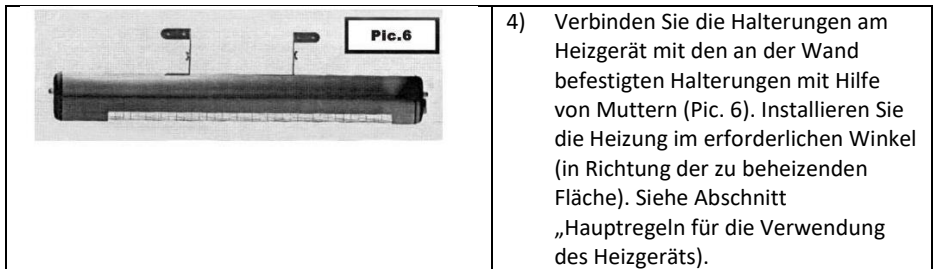 Pic.6
4) Verbinden Sie die Halterungen am
Heizgerät mit den an der Wand
befestigten Halterungen mit Hilfe
von Muttern (Pic. 6). Installieren Sie
die Heizung im erforderlichen Winkel
(in Richtung der zu beheizenden
Fläche). Siehe Abschnitt
„Hauptregeln für die Verwendung
des Heizgeräts).